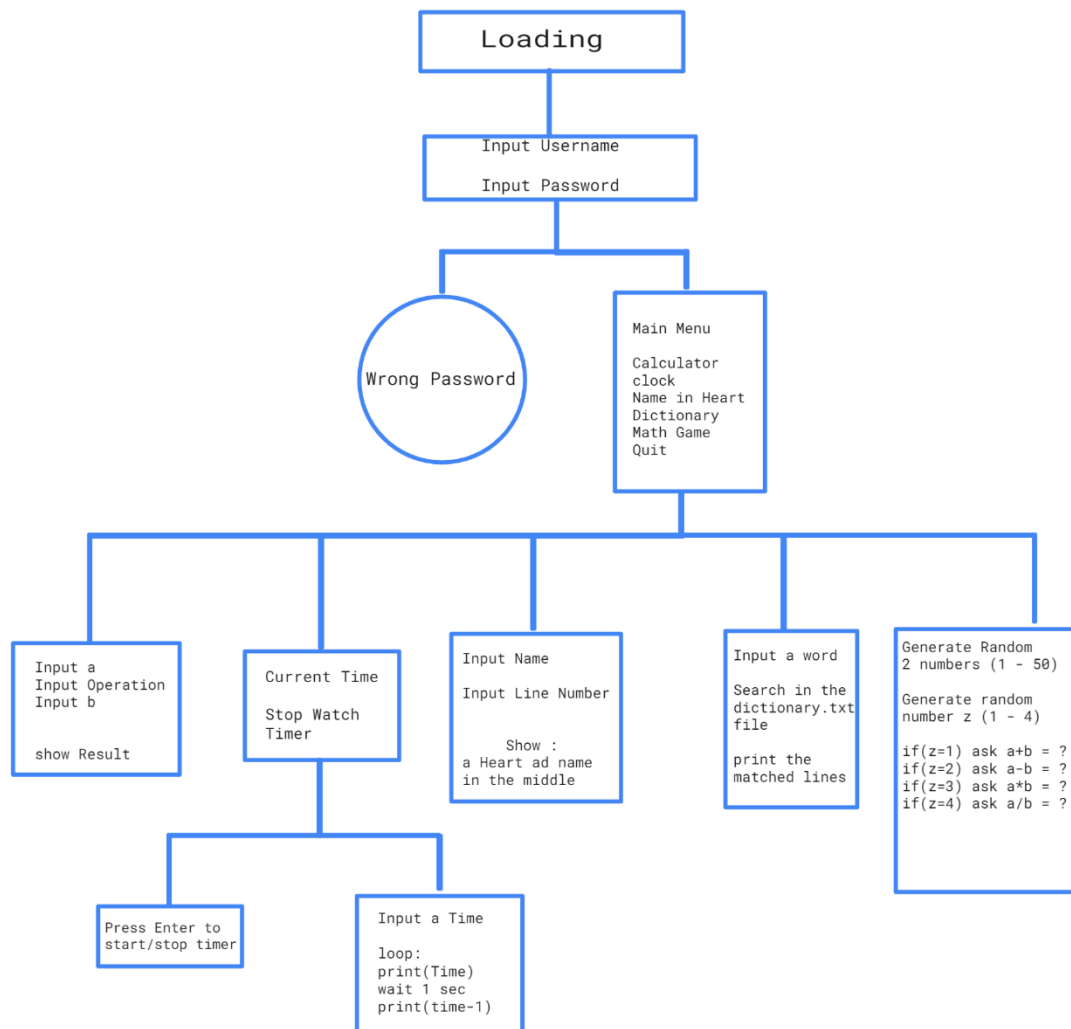 Loading
Input Username
Input Password
Wrong Password
Main Menu
Calculator
clock
Name in Heart
Dictionary
Math Game
Quit
Input a
Input Operation
Input b
show Result
Current Time
Stop Watch
Timer
Input Name
Input Line Number
Show :
a Heart ad name
in the middle
Input a word
Search in the
dictionary.txt
file
print the
matched lines
Generate Random
2 numbers (1 - 50)
Generate random
number z (1 - 4)
if(z=1) ask a+b = ?
if(z=2) ask a-b = ?
if(z=3) ask a*b = ?
if(z=4) ask a/b = ?
Press Enter to
start/stop timer
Input a Time
loop:
print(Time)
wait 1 sec
print(time-1)